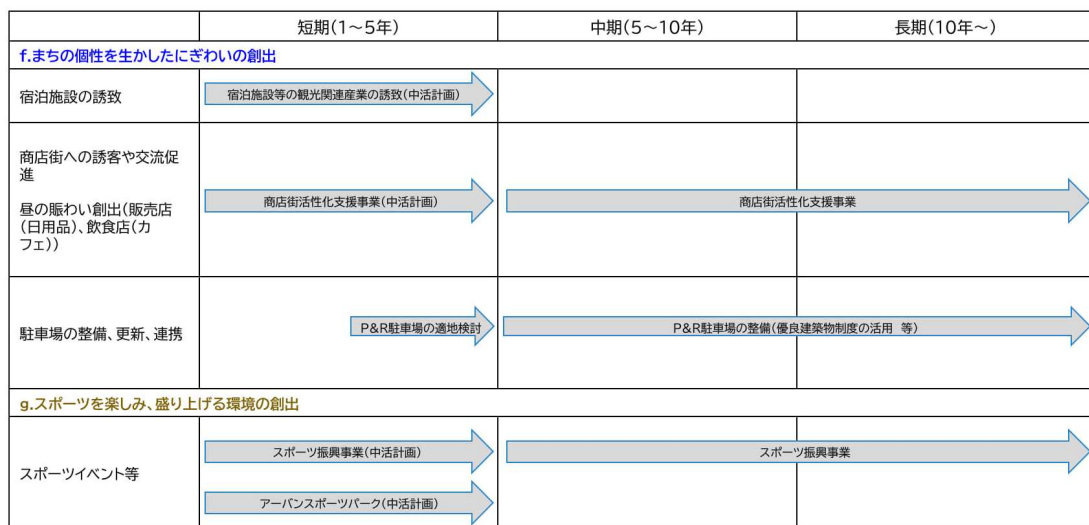 短期(1～5年)
中期(5～10年)
長期(10年～)
f.まちの個性を生かしたにぎわいの創出
宿泊施設の誘致
宿泊施設等の観光関連産業の誘致(中活計画)
商店街への誘客や交流促
進
昼の賑わい創出(販売店
(日用品)、飲食店(カ
フェ))
商店街活性化支援事業(中活計画)
商店街活性化支援事業
駐車場の整備、更新、連携
P&R駐車場の適地検討
P&R駐車場の整備(優良建築物制度の活用 等)
g.スポーツを楽しみ、盛り上げる環境の創出
スポーツイベント等
スポーツ振興事業(中活計画)
スポーツ振興事業
アーバンスポーツパーク(中活計画)